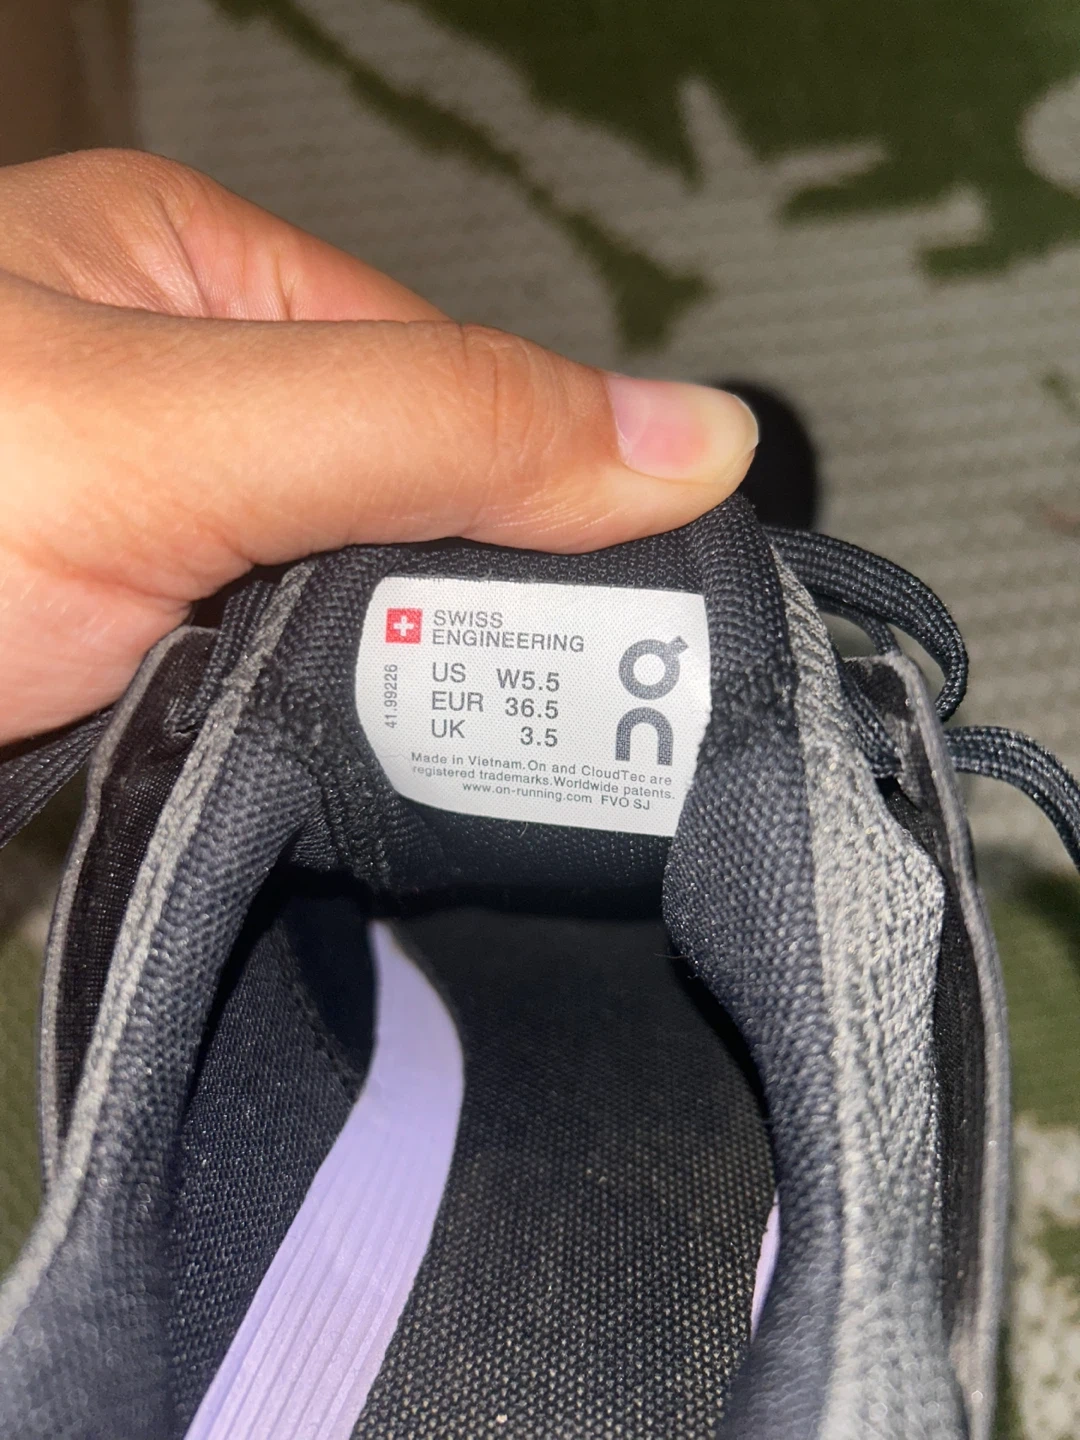 SWISS
ENGINEERING
US W5.5
EUR 36.5
UK 3.5
41.99226
on
Made in Vietnam.On and CloudTec are
registered trademarks.Worldwide patents.
www.on-running.com FVO SJ